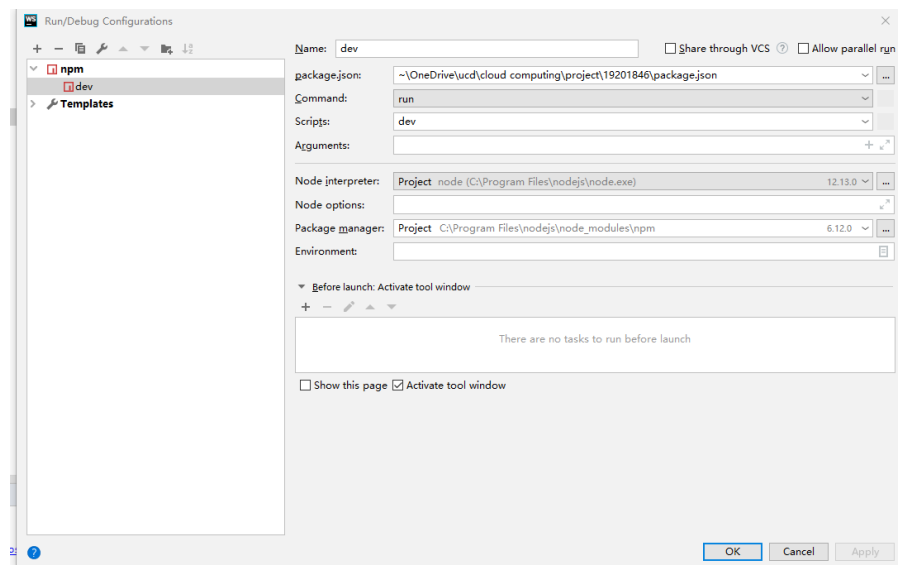 WS Run/Debug Configurations
Name: dev Share through VCS ? Allow parallel run
npm
dev
Templates
package.json: ~\OneDrive\ucd\cloud computing\project\19201846\package.json ...
Command: run
Scripts: dev
Arguments:
Node interpreter: Project node (C:\Program Files\nodejs\node.exe) 12.13.0 ...
Node options:
Package manager: Project C:\Program Files\nodejs\node_modules\npm 6.12.0 ...
Environment:
Before launch: Activate tool window
There are no tasks to run before launch
Show this page Activate tool window
? OK Cancel Apply